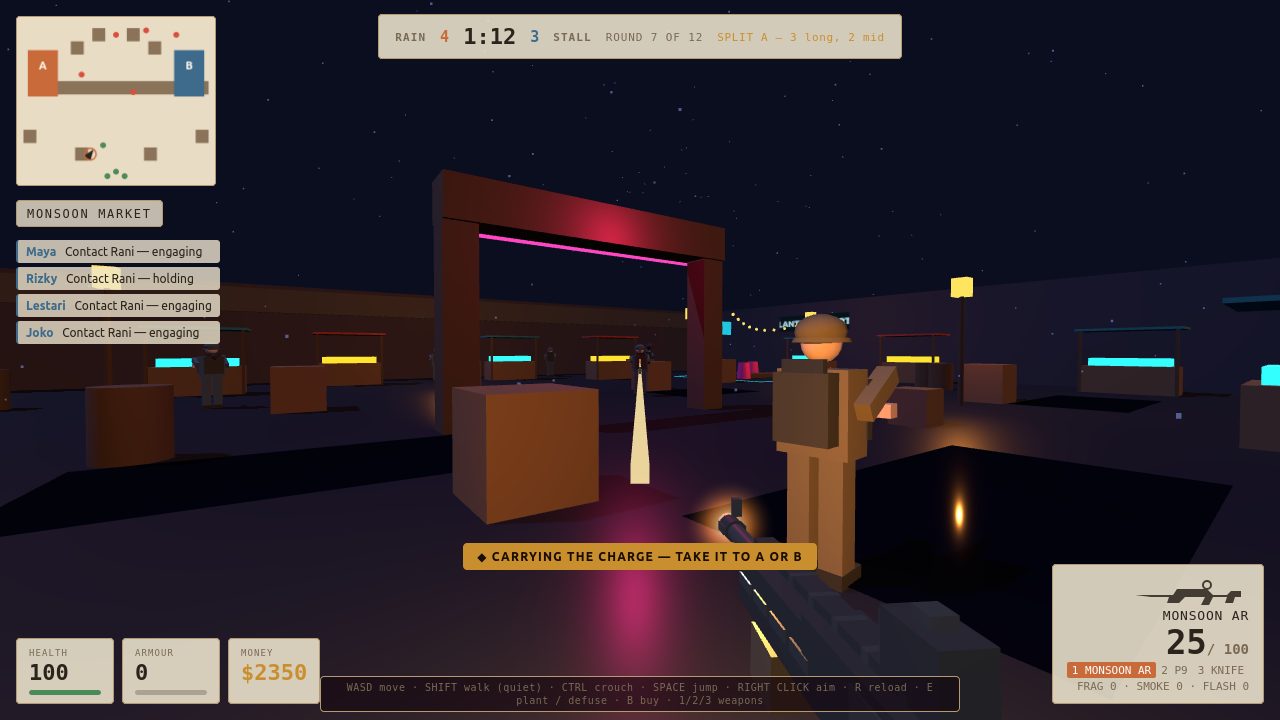 RAIN 4 1:12 3 STALL ROUND 7 OF 12 SPLIT A — 3 long, 2 mid
A
B
MONSOON MARKET
Maya Contact Rani — engaging
Rizky Contact Rani — holding
Lestari Contact Rani — engaging
Joko Contact Rani — engaging
◆ CARRYING THE CHARGE — TAKE IT TO A OR B
HEALTH
100
ARMOUR
0
MONEY
$2350
WASD move · SHIFT walk (quiet) · CTRL crouch · SPACE jump · RIGHT CLICK aim · R reload · E
plant / defuse · B buy · 1/2/3 weapons
MONSOON AR
25 / 100
1 MONSOON AR 2 P9 3 KNIFE
FRAG 0 · SMOKE 0 · FLASH 0